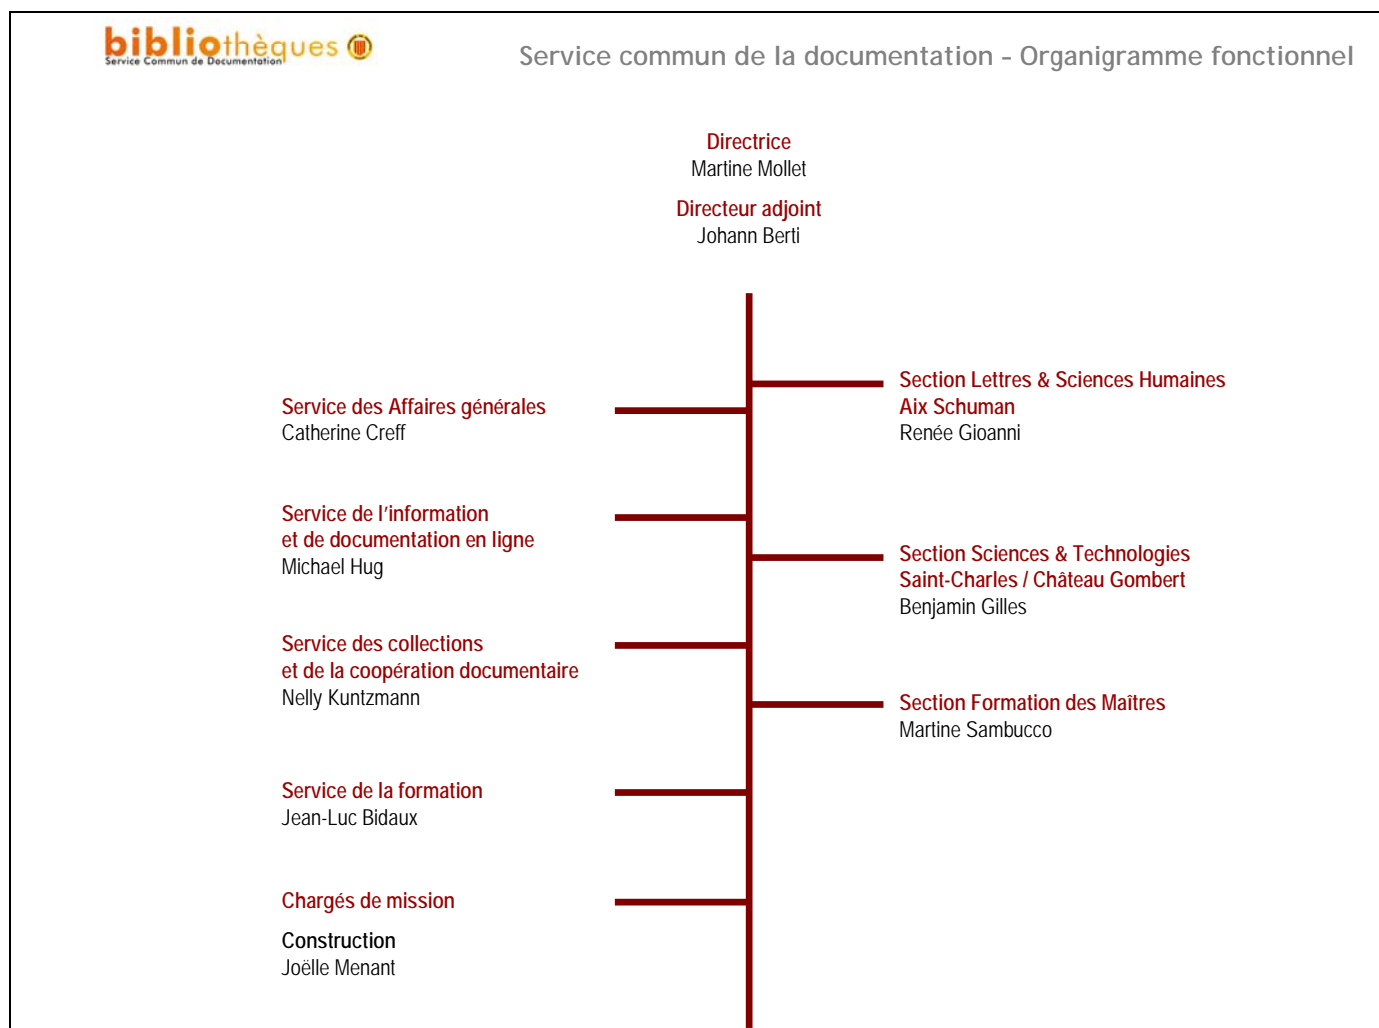 bibliothèques
Service Commun de Documentation
Service commun de la documentation - Organigramme fonctionnel
Directrice
Martine Mollet
Directeur adjoint
Johann Berti
Service des Affaires générales
Catherine Creff
Service de l'information
et de documentation en ligne
Michael Hug
Service des collections
et de la coopération documentaire
Nelly Kuntzmann
Service de la formation
Jean-Luc Bidaux
Chargés de mission
Construction
Joëlle Menant
Section Lettres & Sciences Humaines
Aix Schuman
Renée Gioanni
Section Sciences & Technologies
Saint-Charles / Château Gombert
Benjamin Gilles
Section Formation des Maîtres
Martine Sambucco